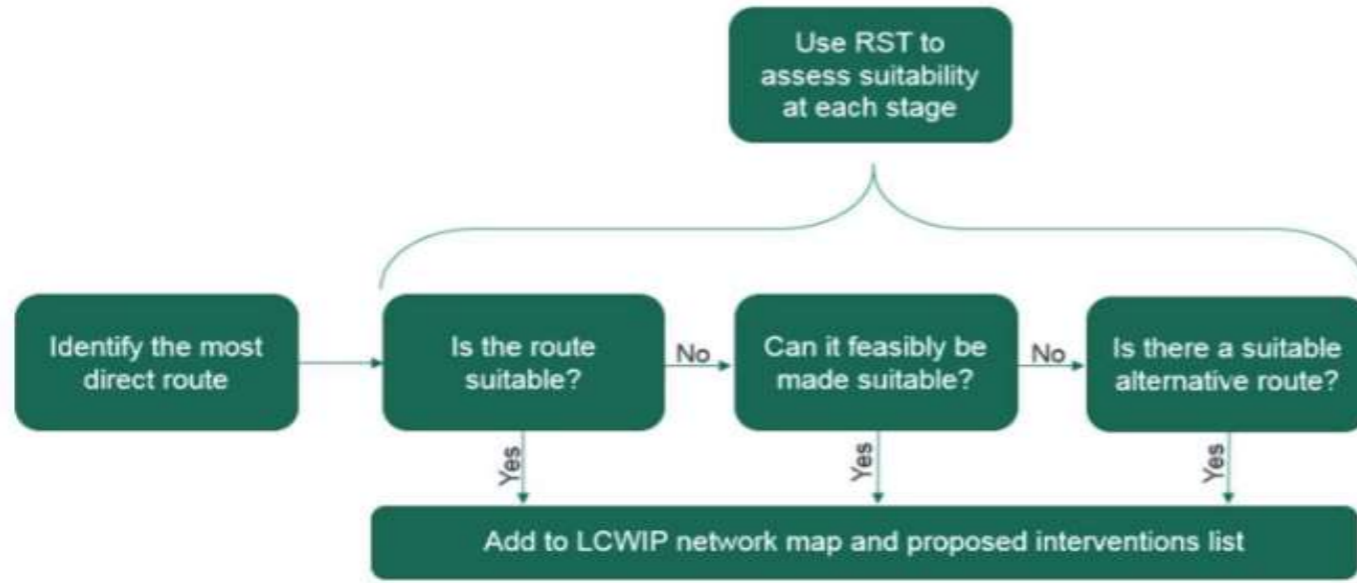 Use RST to
assess suitability
at each stage
Identify the most
direct route
Is the route
suitable?
No
Can it feasibly be
made suitable?
No
Is there a suitable
alternative route?
Yes
Yes
Yes
Add to LCWIP network map and proposed interventions list